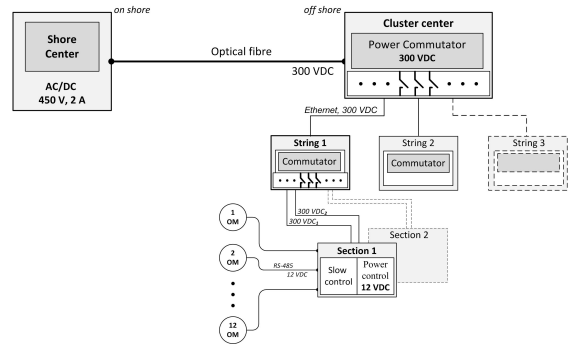 on shore
off shore
Shore
Center
AC/DC
450 V, 2 A
Optical fibre
300 VDC
Cluster center
Power Commutator
300 VDC
Ethernet, 300 VDC
String 1
Commutator
String 2
Commutator
String 3
300 VDC2
300 VDC1
Section 2
Section 1
Slow
control
Power
control
12 VDC
1
OM
2
OM
RS-485
12 VDC
12
OM